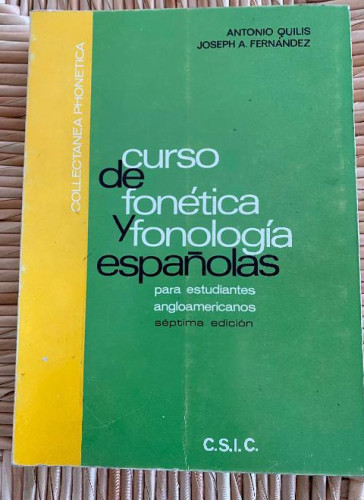 ANTONIO QUILIS
JOSEPH A. FERNÁNDEZ
COLLECTANEA PHONETICA
curso
de
fonética
y fonología
españolas
para estudiantes
angloamericanos
séptima edición
C.S.I.C.